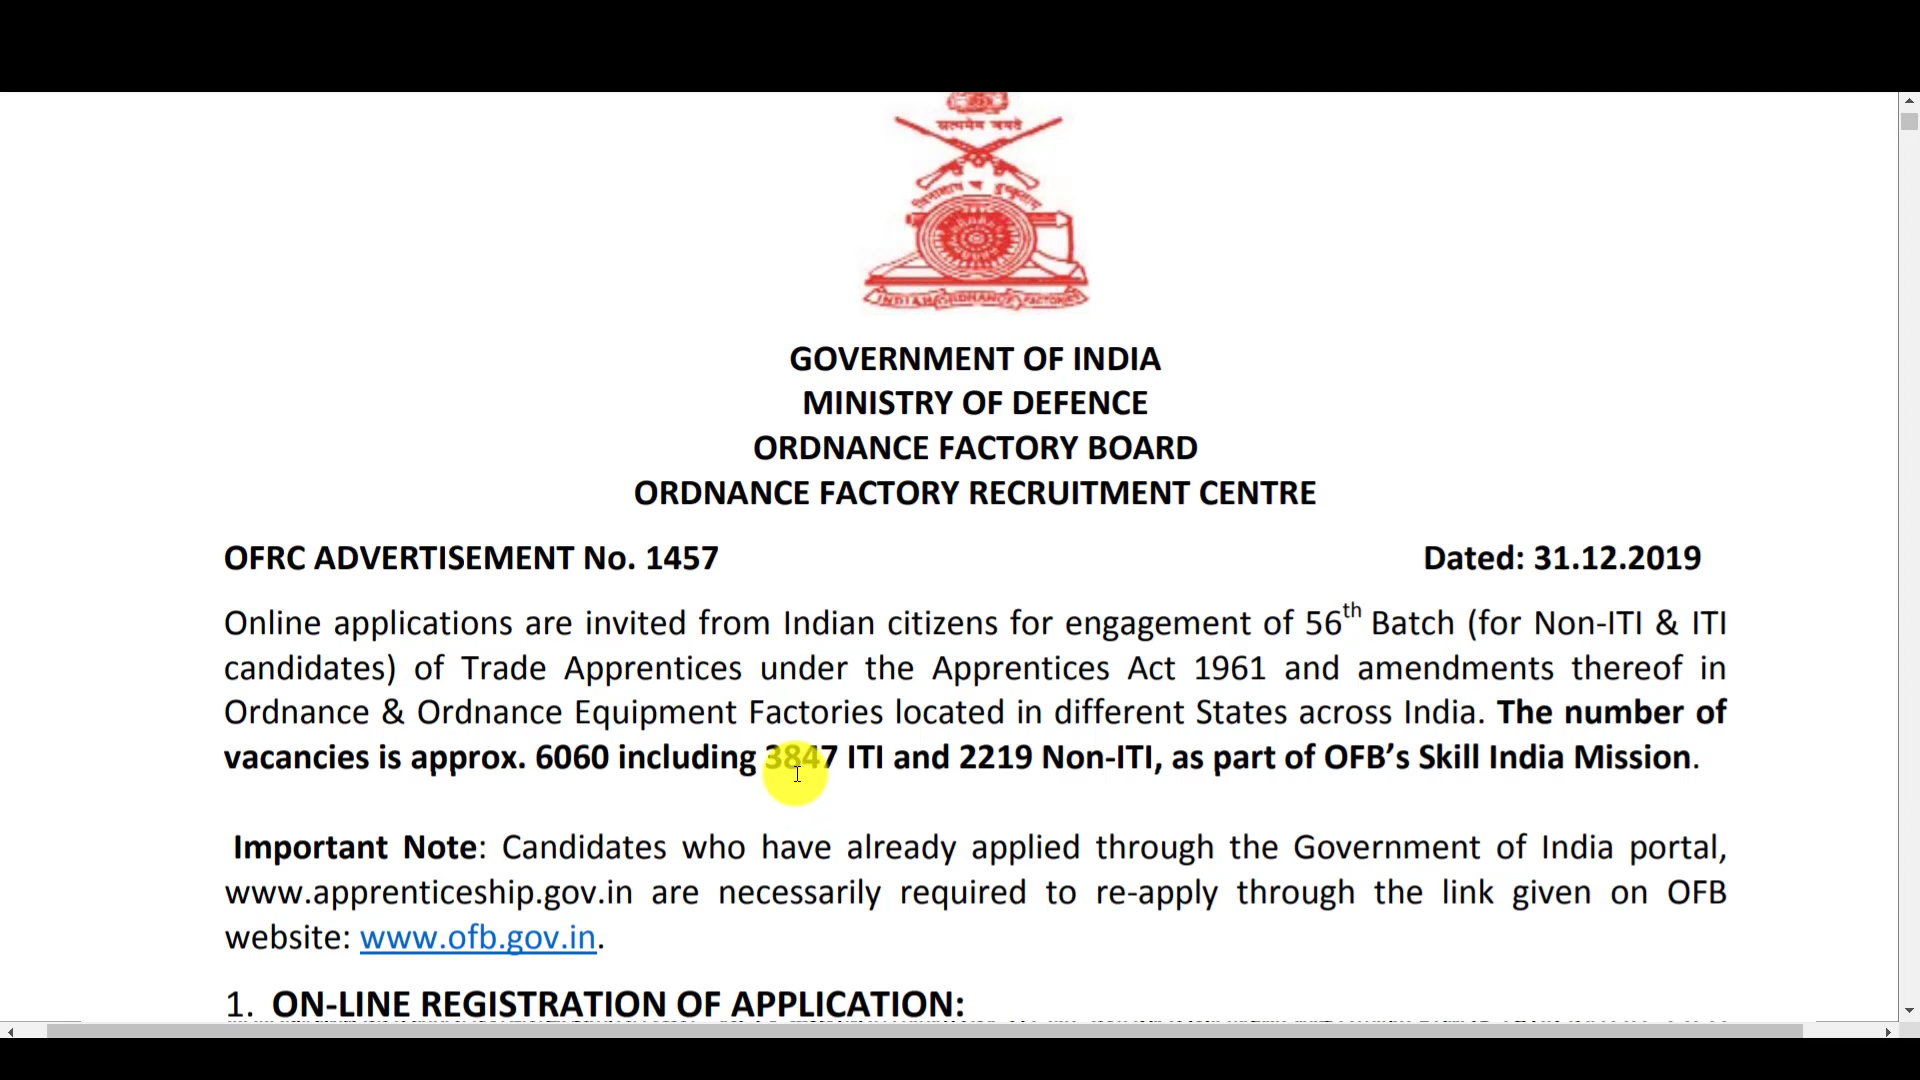 सत्यमेव जयते
INDIAN ORDNANCE FACTORIES
GOVERNMENT OF INDIA
MINISTRY OF DEFENCE
ORDNANCE FACTORY BOARD
ORDNANCE FACTORY RECRUITMENT CENTRE
OFRC ADVERTISEMENT No. 1457 Dated: 31.12.2019
Online applications are invited from Indian citizens for engagement of 56th Batch (for Non-ITI & ITI
candidates) of Trade Apprentices under the Apprentices Act 1961 and amendments thereof in
Ordnance & Ordnance Equipment Factories located in different States across India. The number of
vacancies is approx. 6060 including 3847 ITI and 2219 Non-ITI, as part of OFB’s Skill India Mission.
Important Note: Candidates who have already applied through the Government of India portal,
www.apprenticeship.gov.in are necessarily required to re-apply through the link given on OFB
website: www.ofb.gov.in.
1. ON-LINE REGISTRATION OF APPLICATION: